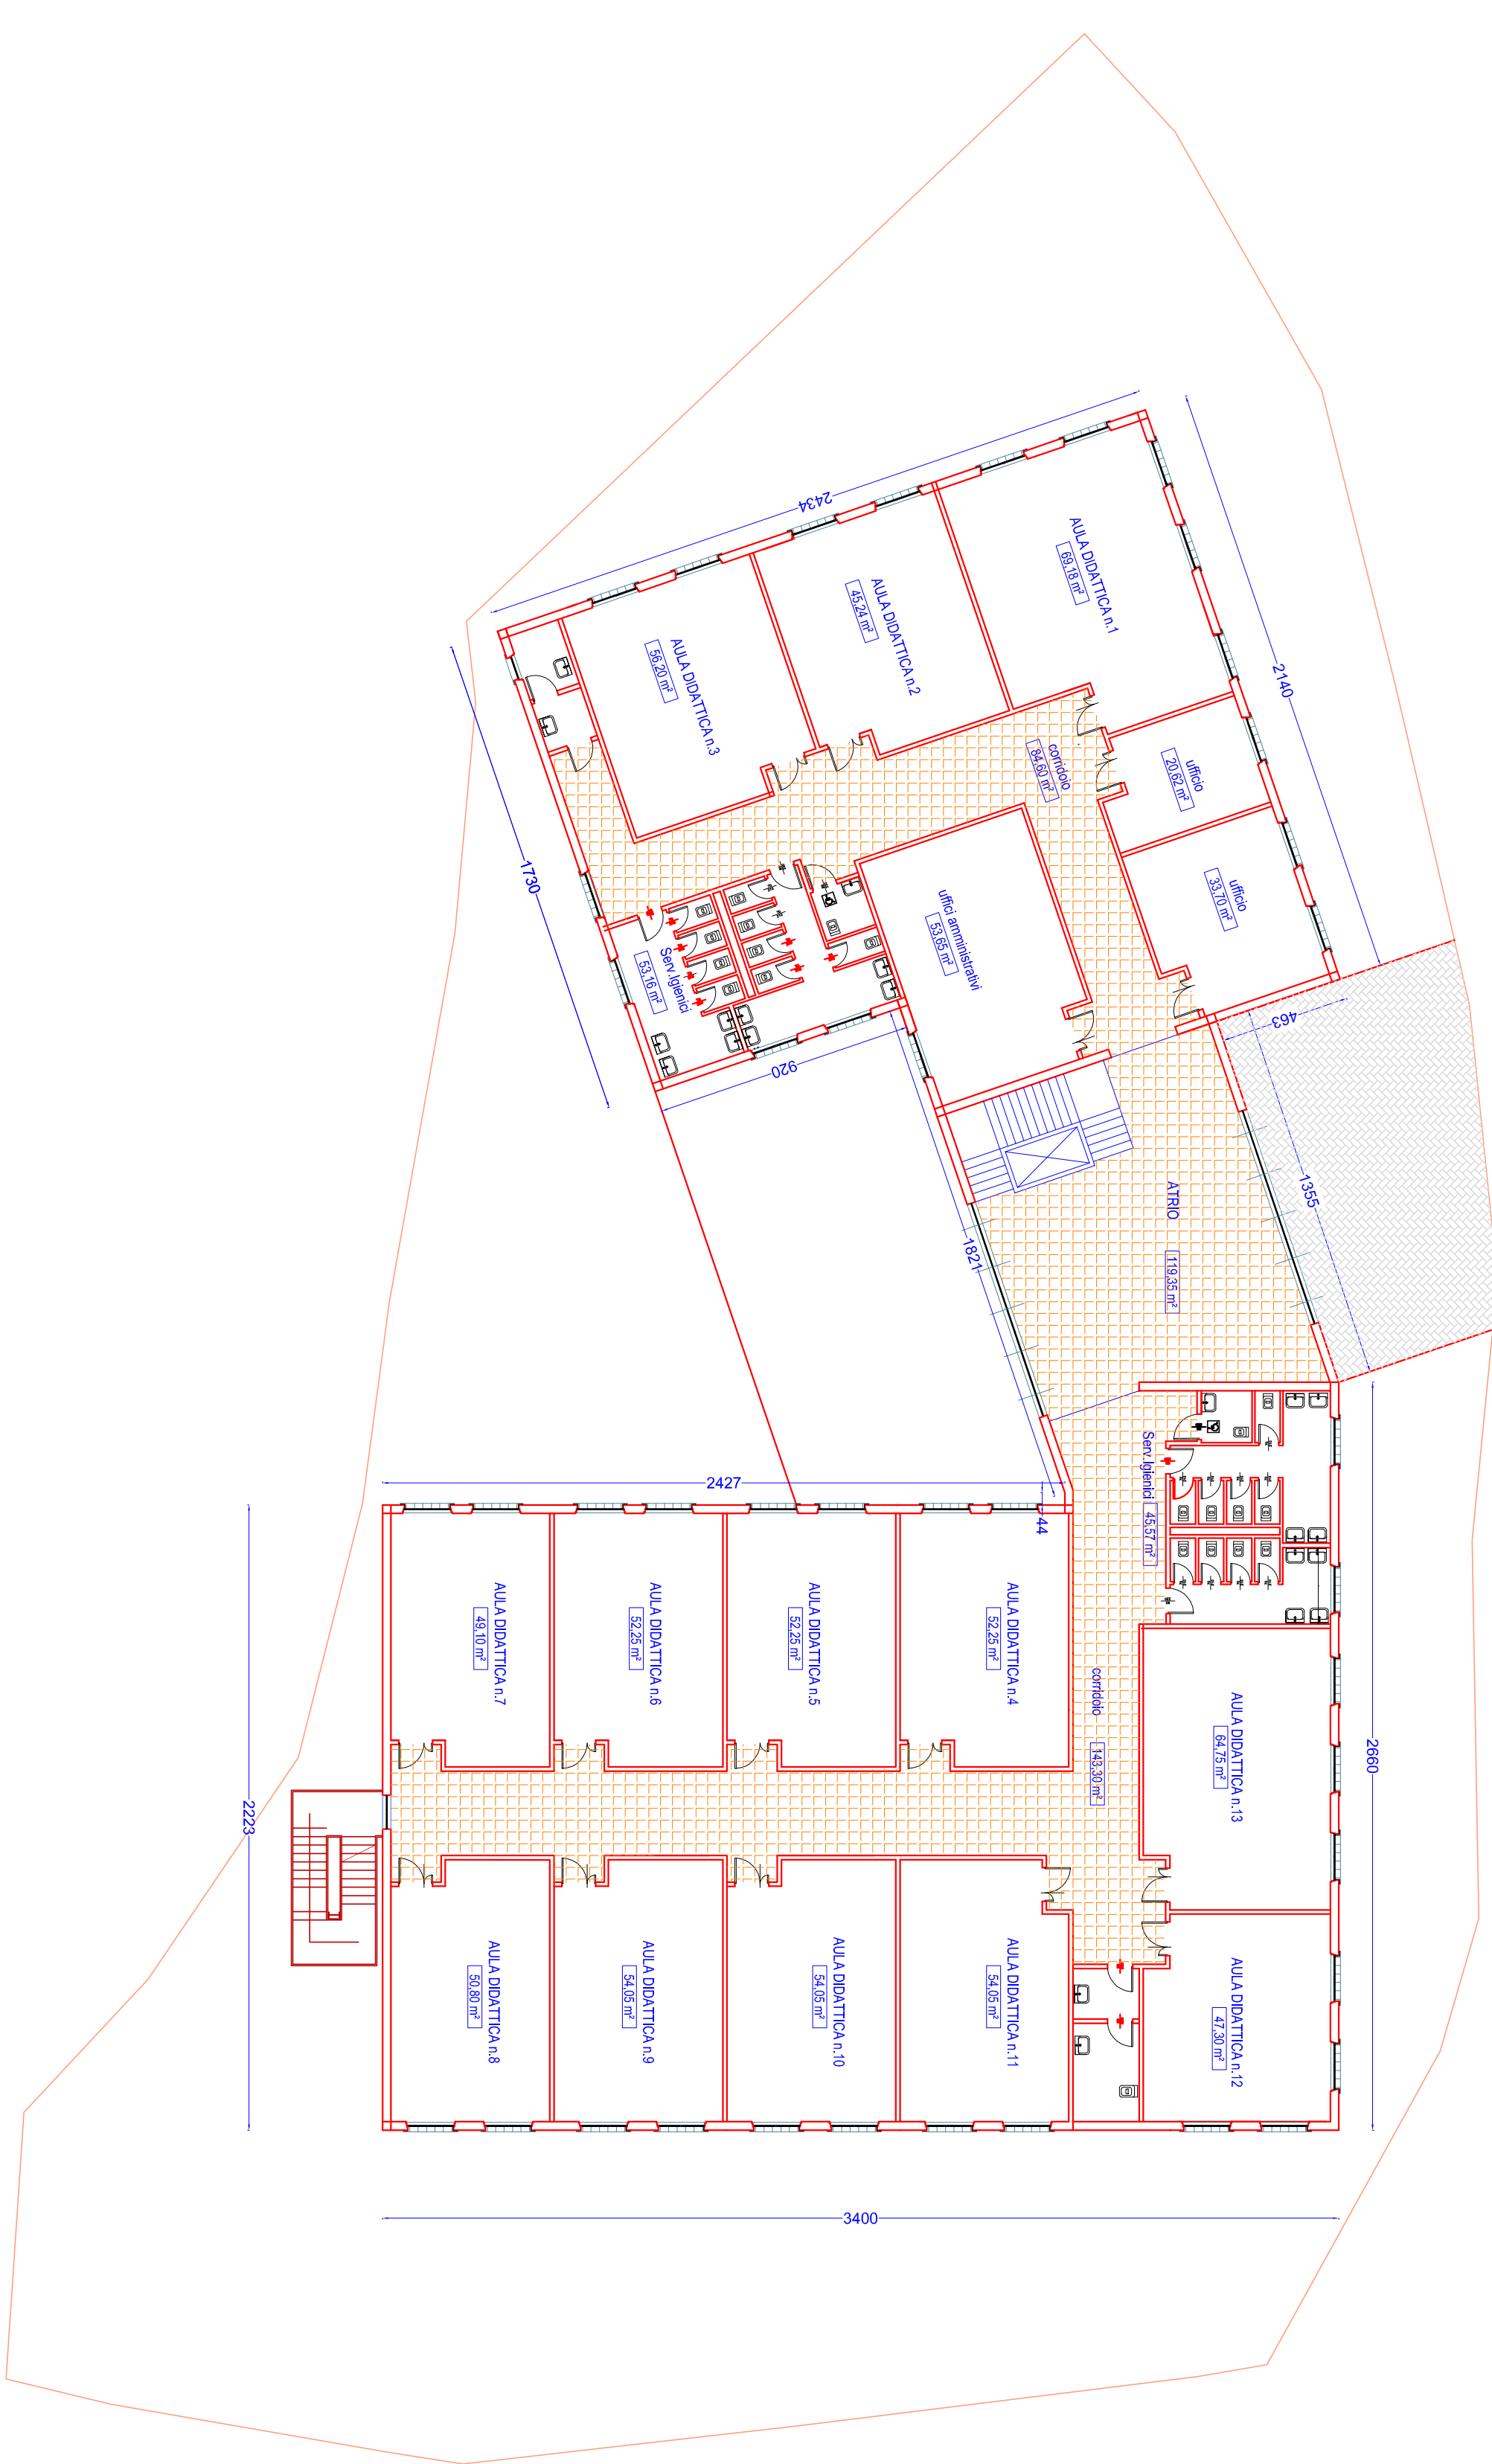 2434
2140
AULA DIDATTICA n.1
69,18 m²
AULA DIDATTICA n.2
45,24 m²
AULA DIDATTICA n.3
56,20 m²
corridoio
84,60 m²
ufficio
20,62 m²
ufficio
33,70 m²
uffici amministrativi
53,65 m²
Serv.Igienici
53,16 m²
1730
920
463
1355
1821
ATRIO
119,35 m²
2427
44
Serv.Igienici
45,57 m²
corridoio
143,30 m²
AULA DIDATTICA n.7
49,10 m²
AULA DIDATTICA n.6
52,25 m²
AULA DIDATTICA n.5
52,25 m²
AULA DIDATTICA n.4
52,25 m²
AULA DIDATTICA n.13
64,75 m²
2660
2223
AULA DIDATTICA n.8
50,80 m²
AULA DIDATTICA n.9
54,05 m²
AULA DIDATTICA n.10
54,05 m²
AULA DIDATTICA n.11
54,05 m²
AULA DIDATTICA n.12
47,30 m²
3400